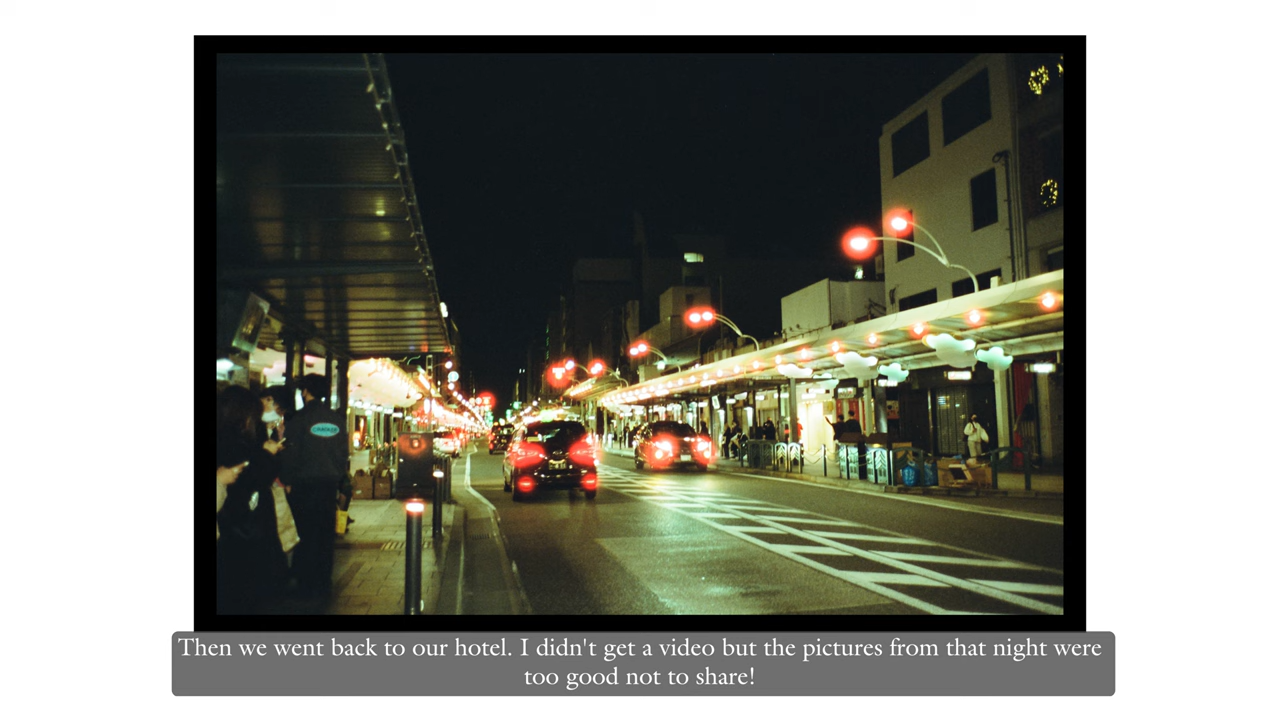 Then we went back to our hotel. I didn't get a video but the pictures from that night were
too good not to share!